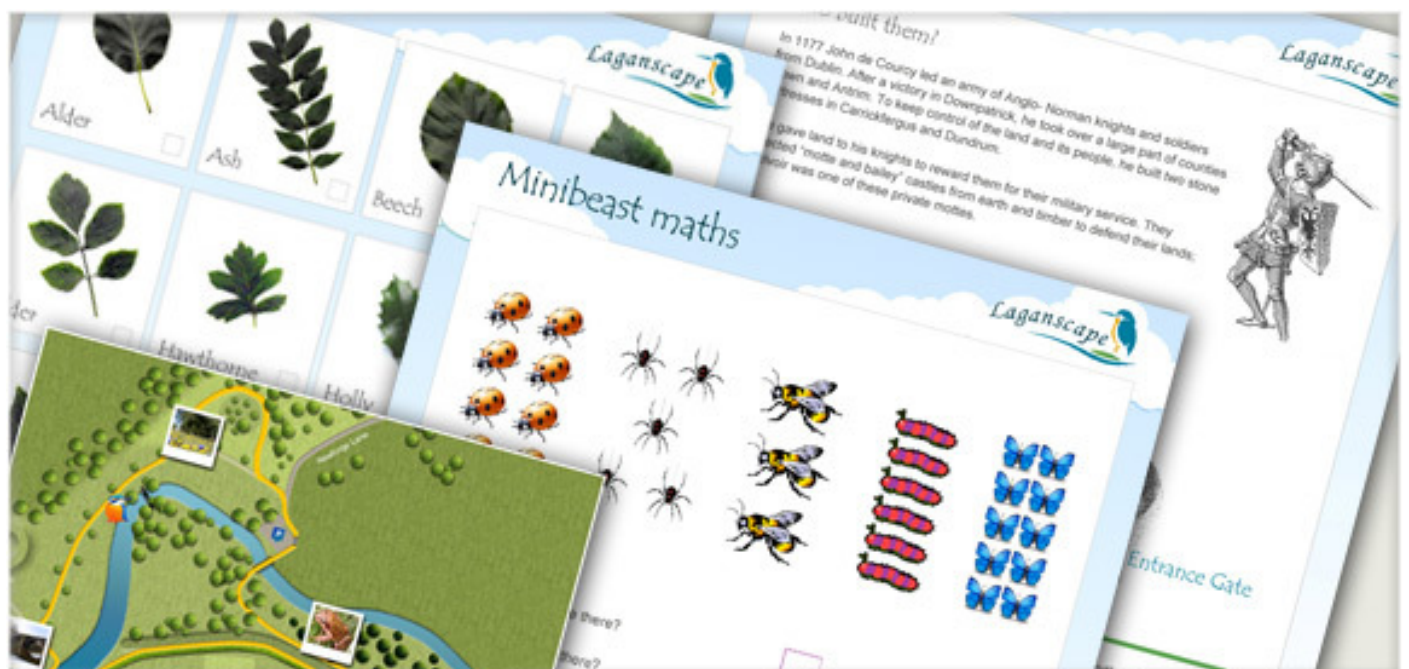 Laganscape
Alder
Ash
Beech
Hawthorne
Holly
built them?
Laganscape
In 1177 John de Courcy led an army of Anglo- Norman knights and soldiers
from Dublin. After a victory in Downpatrick, he took over a large part of counties
and Antrim. To keep control of the land and its people, he built two stone
in Carrickfergus and Dundrum.
gave land to his knights to reward them for their military service. They
"motte and bailey" castles from earth and timber to defend their lands:
was one of these private mottes.
Entrance Gate
Minibeast maths
Laganscape
there?
there?